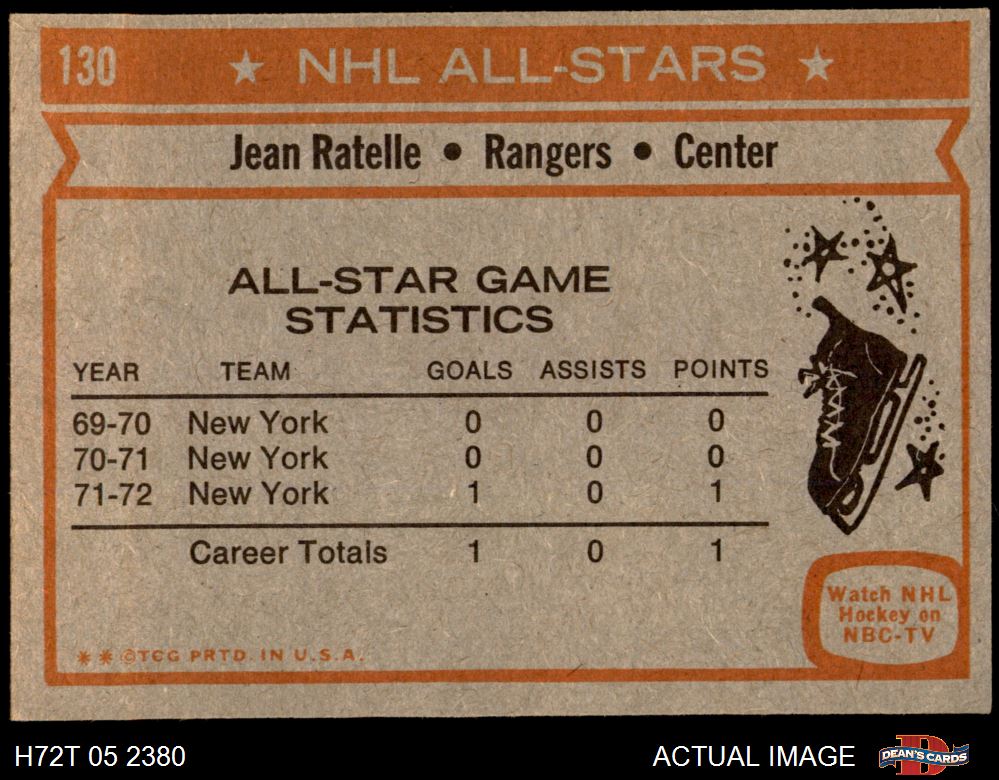 130 ★ NHL ALL-STARS ★
Jean Ratelle • Rangers • Center
ALL-STAR GAME
STATISTICS
YEAR TEAM GOALS ASSISTS POINTS
69-70 New York 0 0 0
70-71 New York 0 0 0
71-72 New York 1 0 1
Career Totals 1 0 1
Watch NHL
Hockey on
NBC-TV
✶ ✶ ©TCG PRTD. IN U.S.A.
H72T 05 2380 ACTUAL IMAGE DEAN'S CARDS